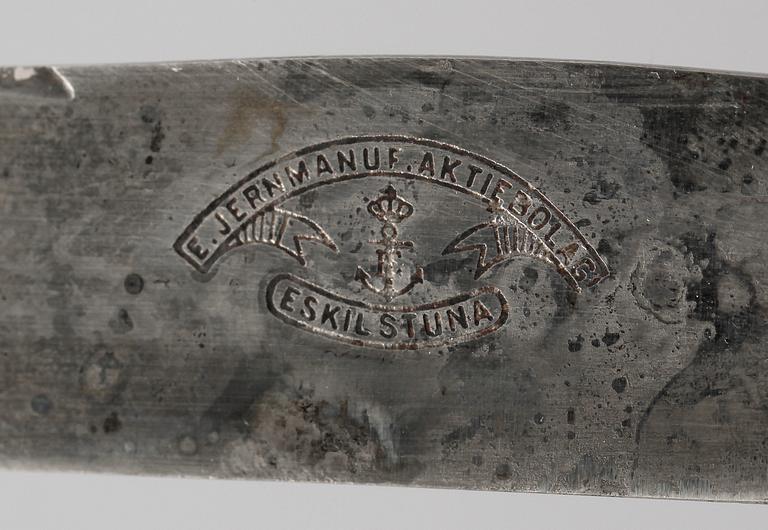 E. JERNMANUF. AKTIEBOLAG
ESKILSTUNA